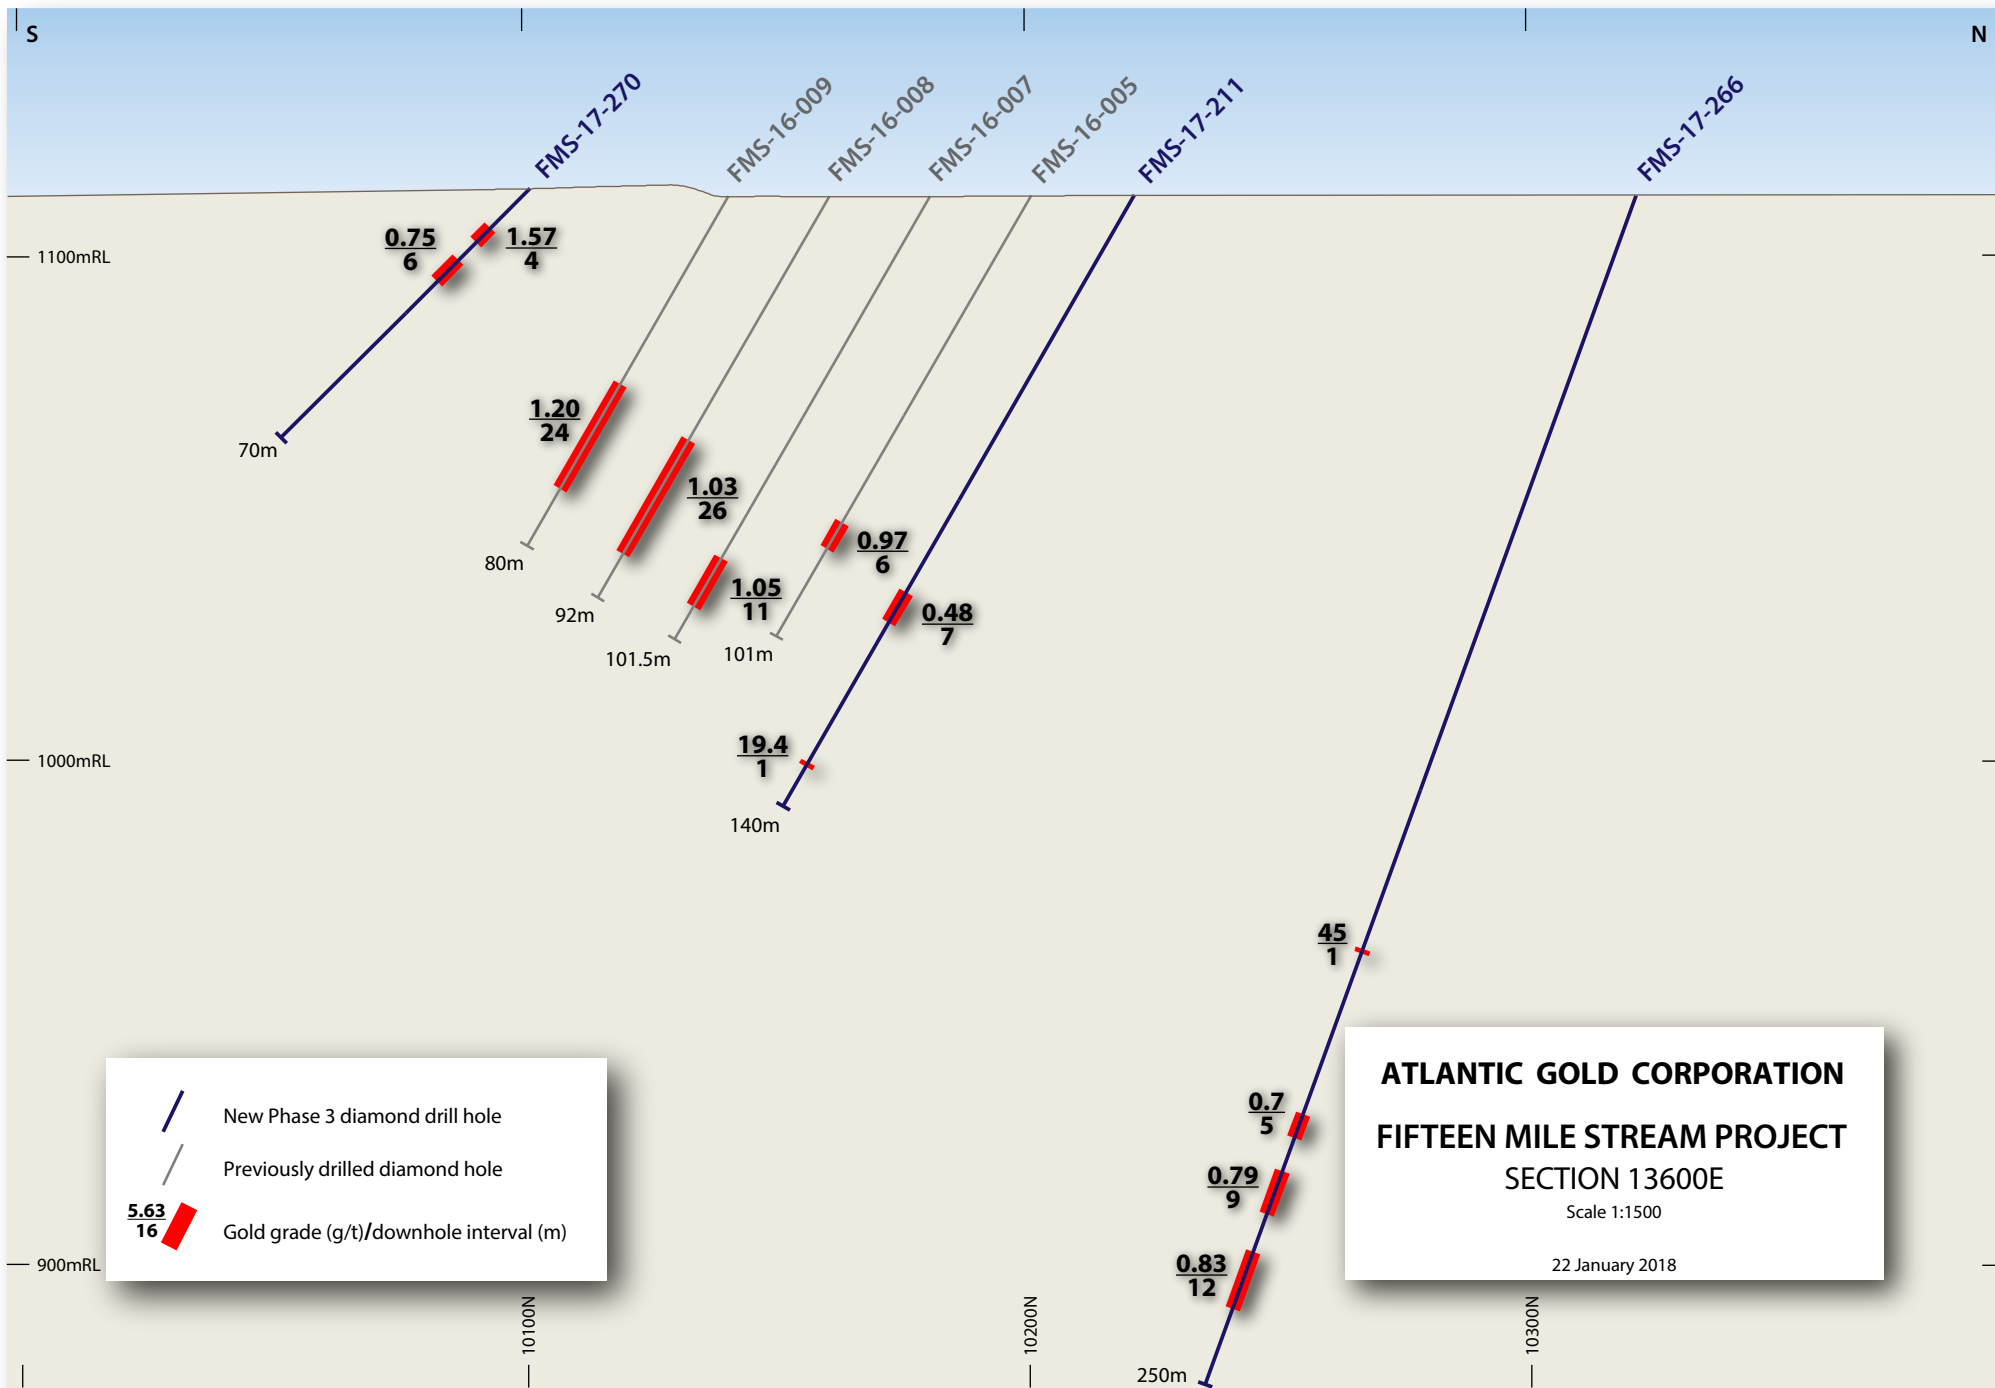 S
N
FMS-17-270
FMS-16-009
FMS-16-008
FMS-16-007
FMS-16-005
FMS-17-211
FMS-17-266
1100mRL
0.75
6
1.57
4
70m
1.20
24
80m
1.03
26
92m
1.05
11
101.5m
0.97
6
101m
0.48
7
1000mRL
19.4
1
140m
45
1
0.7
5
0.79
9
0.83
12
250m
900mRL
New Phase 3 diamond drill hole
Previously drilled diamond hole
5.63
16
Gold grade (g/t)/downhole interval (m)
ATLANTIC GOLD CORPORATION
FIFTEEN MILE STREAM PROJECT
SECTION 13600E
Scale 1:1500
22 January 2018
10100N
10200N
10300N